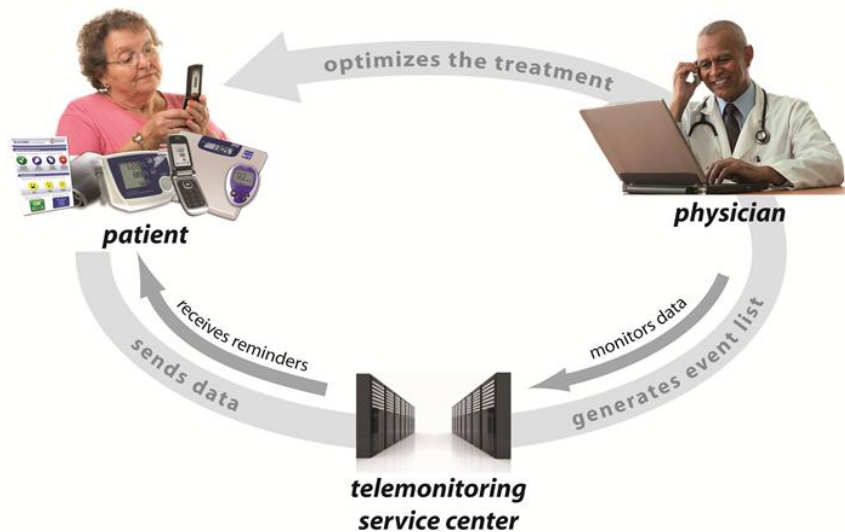 optimizes the treatment
patient
physician
receives reminders
monitors data
sends data
generates event list
telemonitoring
service center